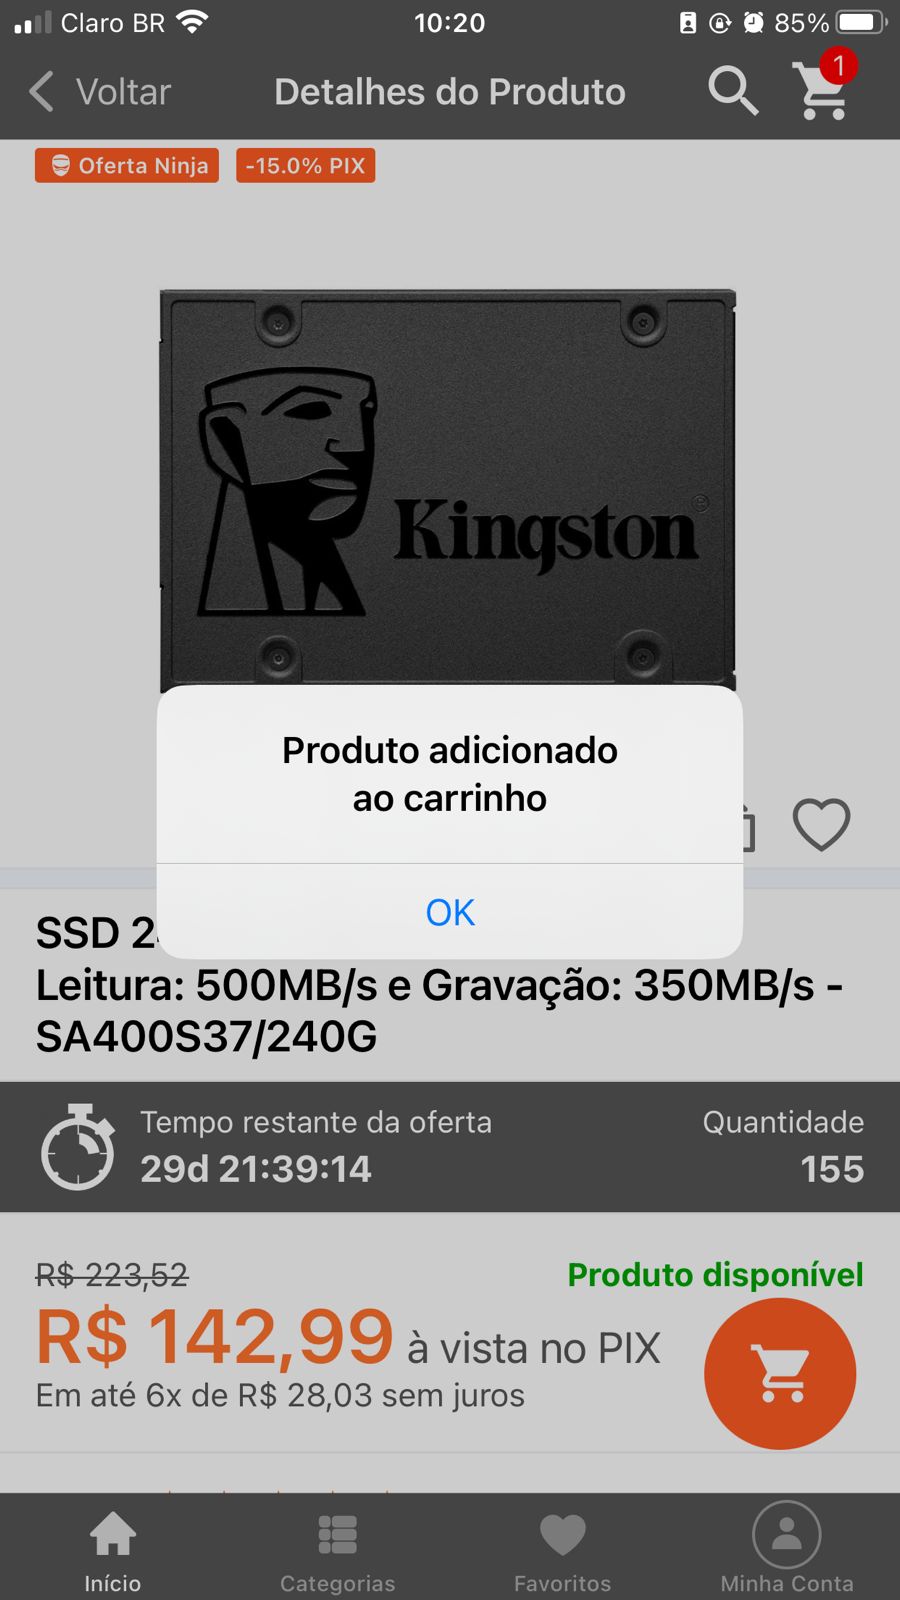 Claro BR
10:20
85%
Voltar
Detalhes do Produto
1
Oferta Ninja
-15.0% PIX
Kingston
Produto adicionado
ao carrinho
OK
SSD
Leitura: 500MB/s e Gravação: 350MB/s -
SA400S37/240G
Tempo restante da oferta
Quantidade
29d 21:39:14
155
R$ 223,52
Produto disponível
R$ 142,99 à vista no PIX
Em até 6x de R$ 28,03 sem juros
Início
Categorias
Favoritos
Minha Conta